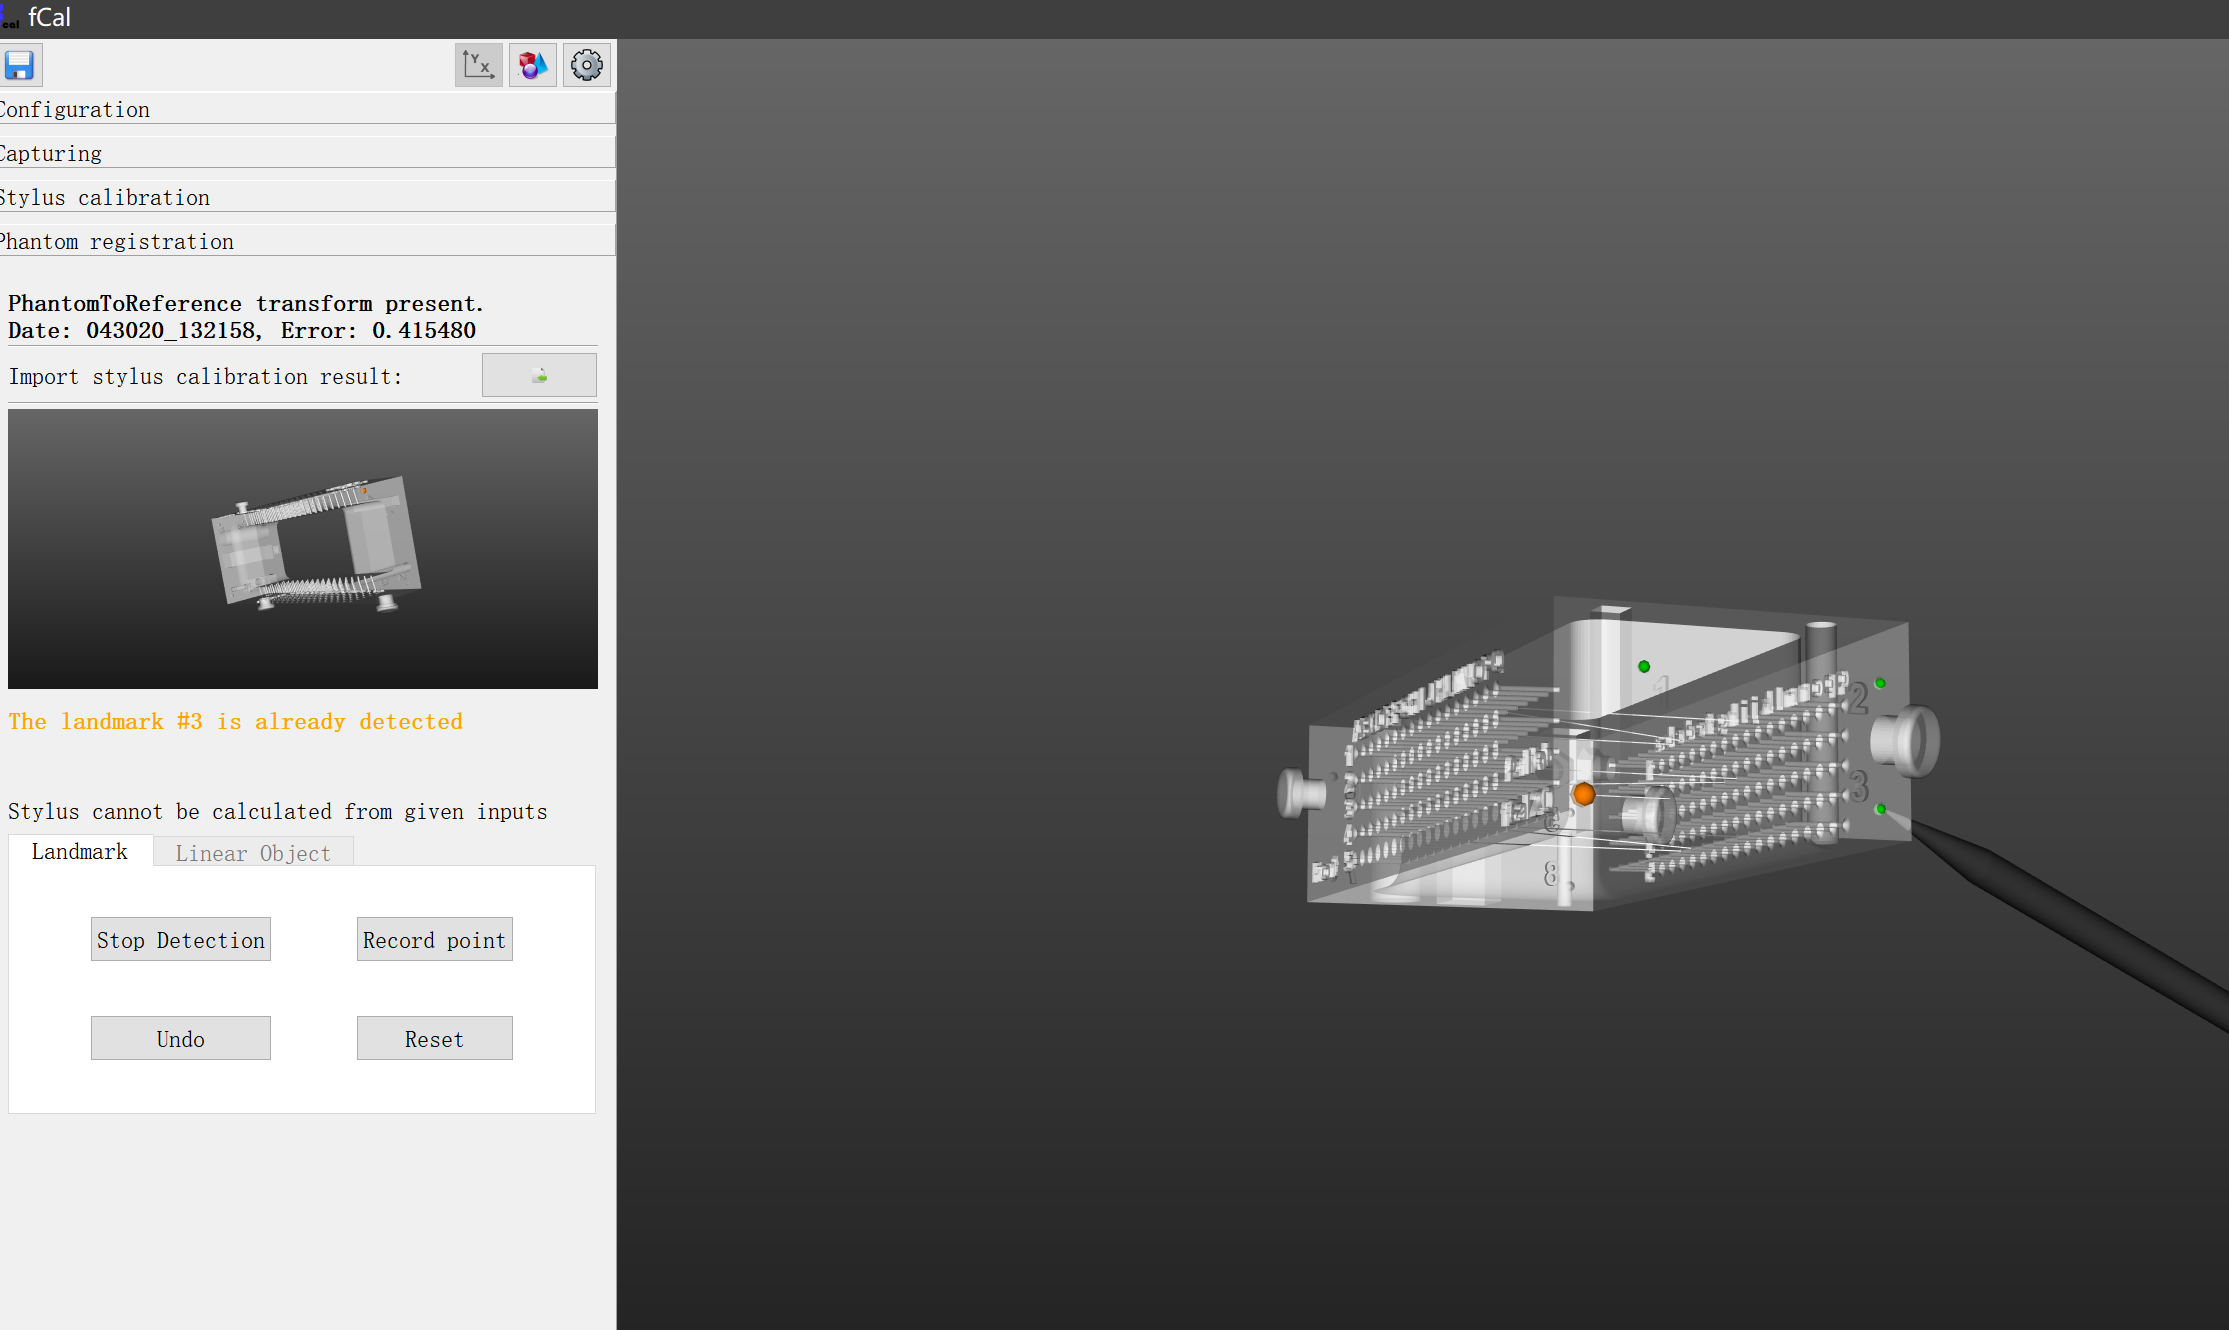 cal fCal
Y
X
Configuration
Capturing
Stylus calibration
Phantom registration
PhantomToReference transform present.
Date: 043020_132158, Error: 0.415480
Import stylus calibration result:
The landmark #3 is already detected
Stylus cannot be calculated from given inputs
Landmark Linear Object
Stop Detection Record point
Undo Reset
1
2
3
8